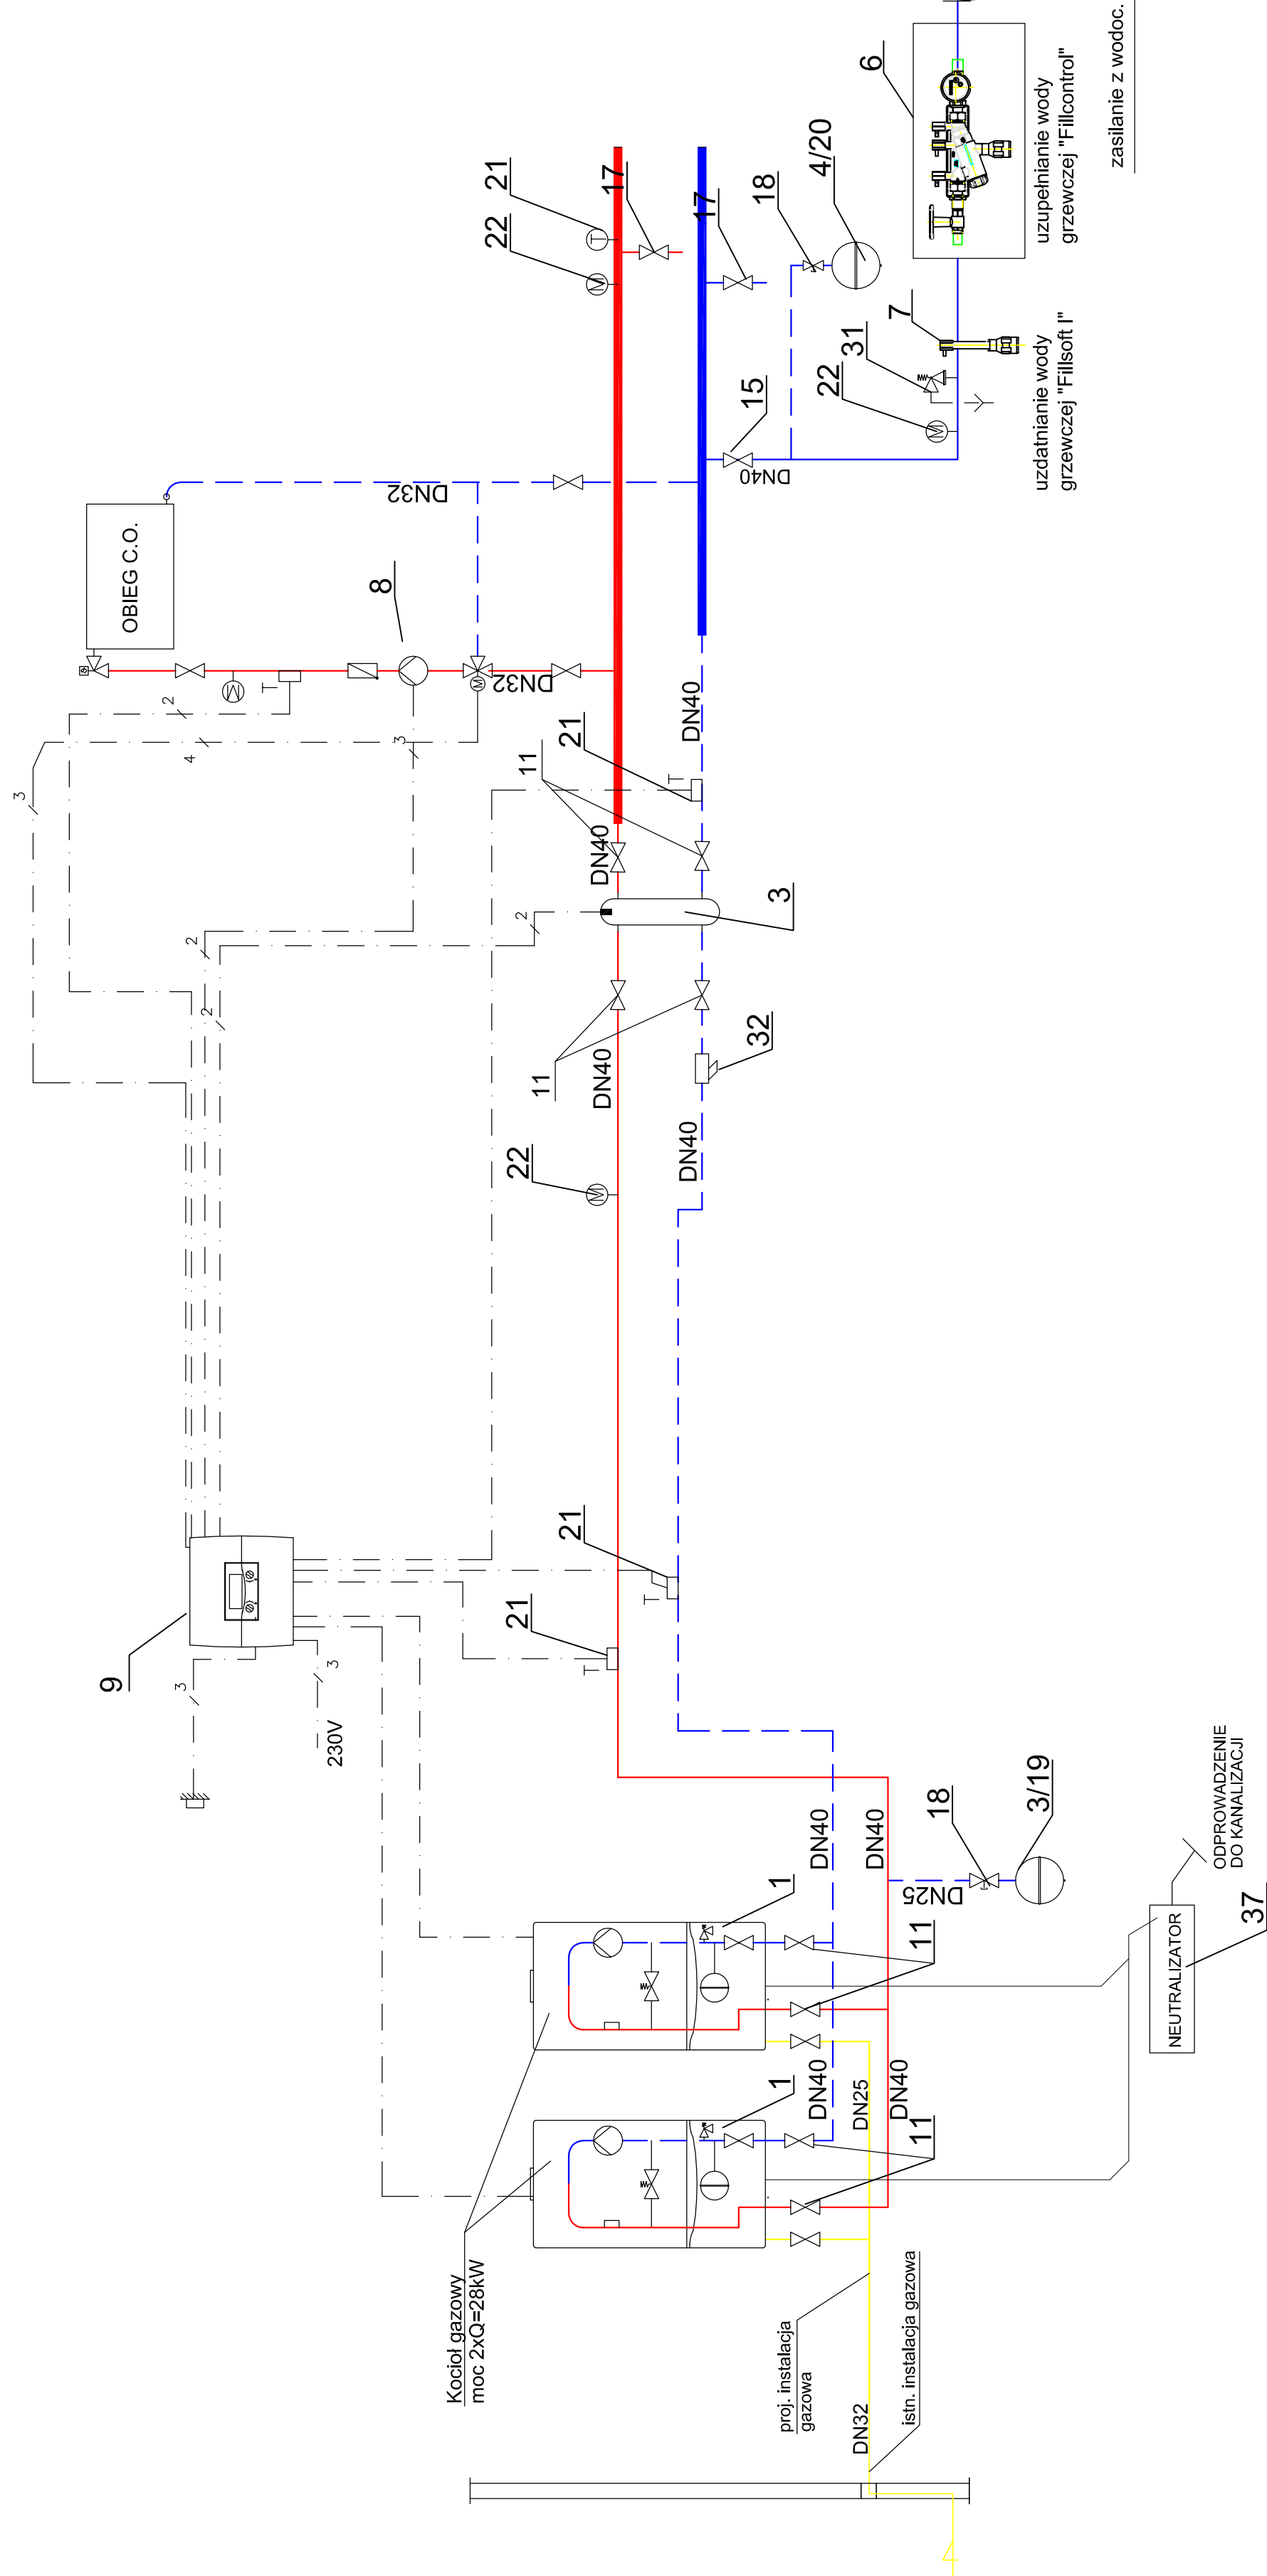 OBIEG C.O.
DN32
DN32
8
2
4
3
3
2
2
2
9
3
3
230V
21
22
17
17
18
4/20
15
DN40
22
31
7
6
uzupełnianie wody
grzewczej "Fillcontrol"
zasilanie z wodoc.
uzdatnianie wody
grzewczej "Fillsoft I"
DN40
21
11
DN40
3
11
DN40
32
DN40
22
21
21
DN40
DN40
DN25
18
3/19
1
11
1
11
DN40
DN25
DN40
Kocioł gazowy
moc 2xQ=28kW
proj. instalacja
gazowa
istn. instalacja gazowa
DN32
NEUTRALIZATOR
37
ODPROWADZENIE
DO KANALIZACJI
T
M
T
M
M
M
M
T
T
T